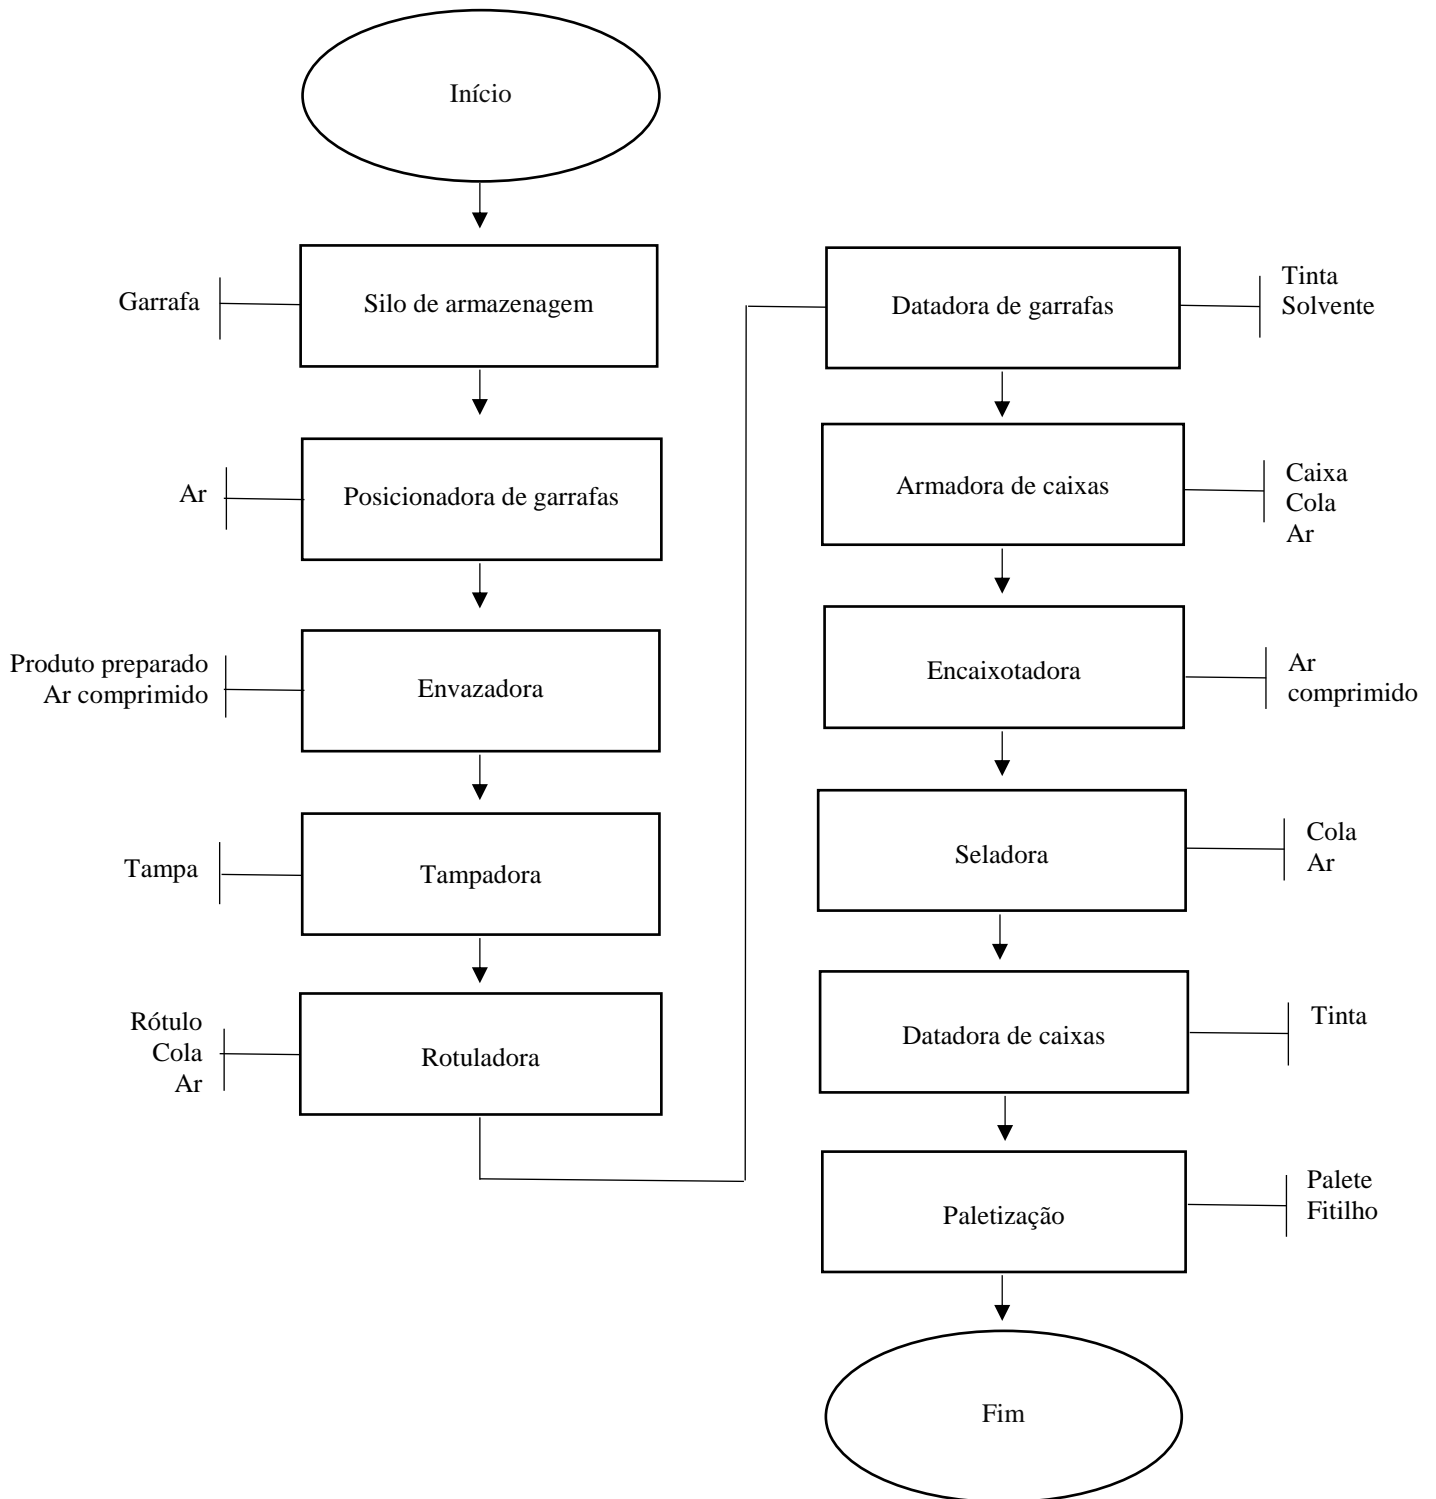 Início
Garrafa
Silo de armazenagem
Ar
Posicionadora de garrafas
Produto preparado
Ar comprimido
Envazadora
Tampa
Tampadora
Rótulo
Cola
Ar
Rotuladora
Datadora de garrafas
Tinta
Solvente
Armadora de caixas
Caixa
Cola
Ar
Encaixotadora
Ar
comprimido
Seladora
Cola
Ar
Datadora de caixas
Tinta
Paletização
Palete
Fitilho
Fim